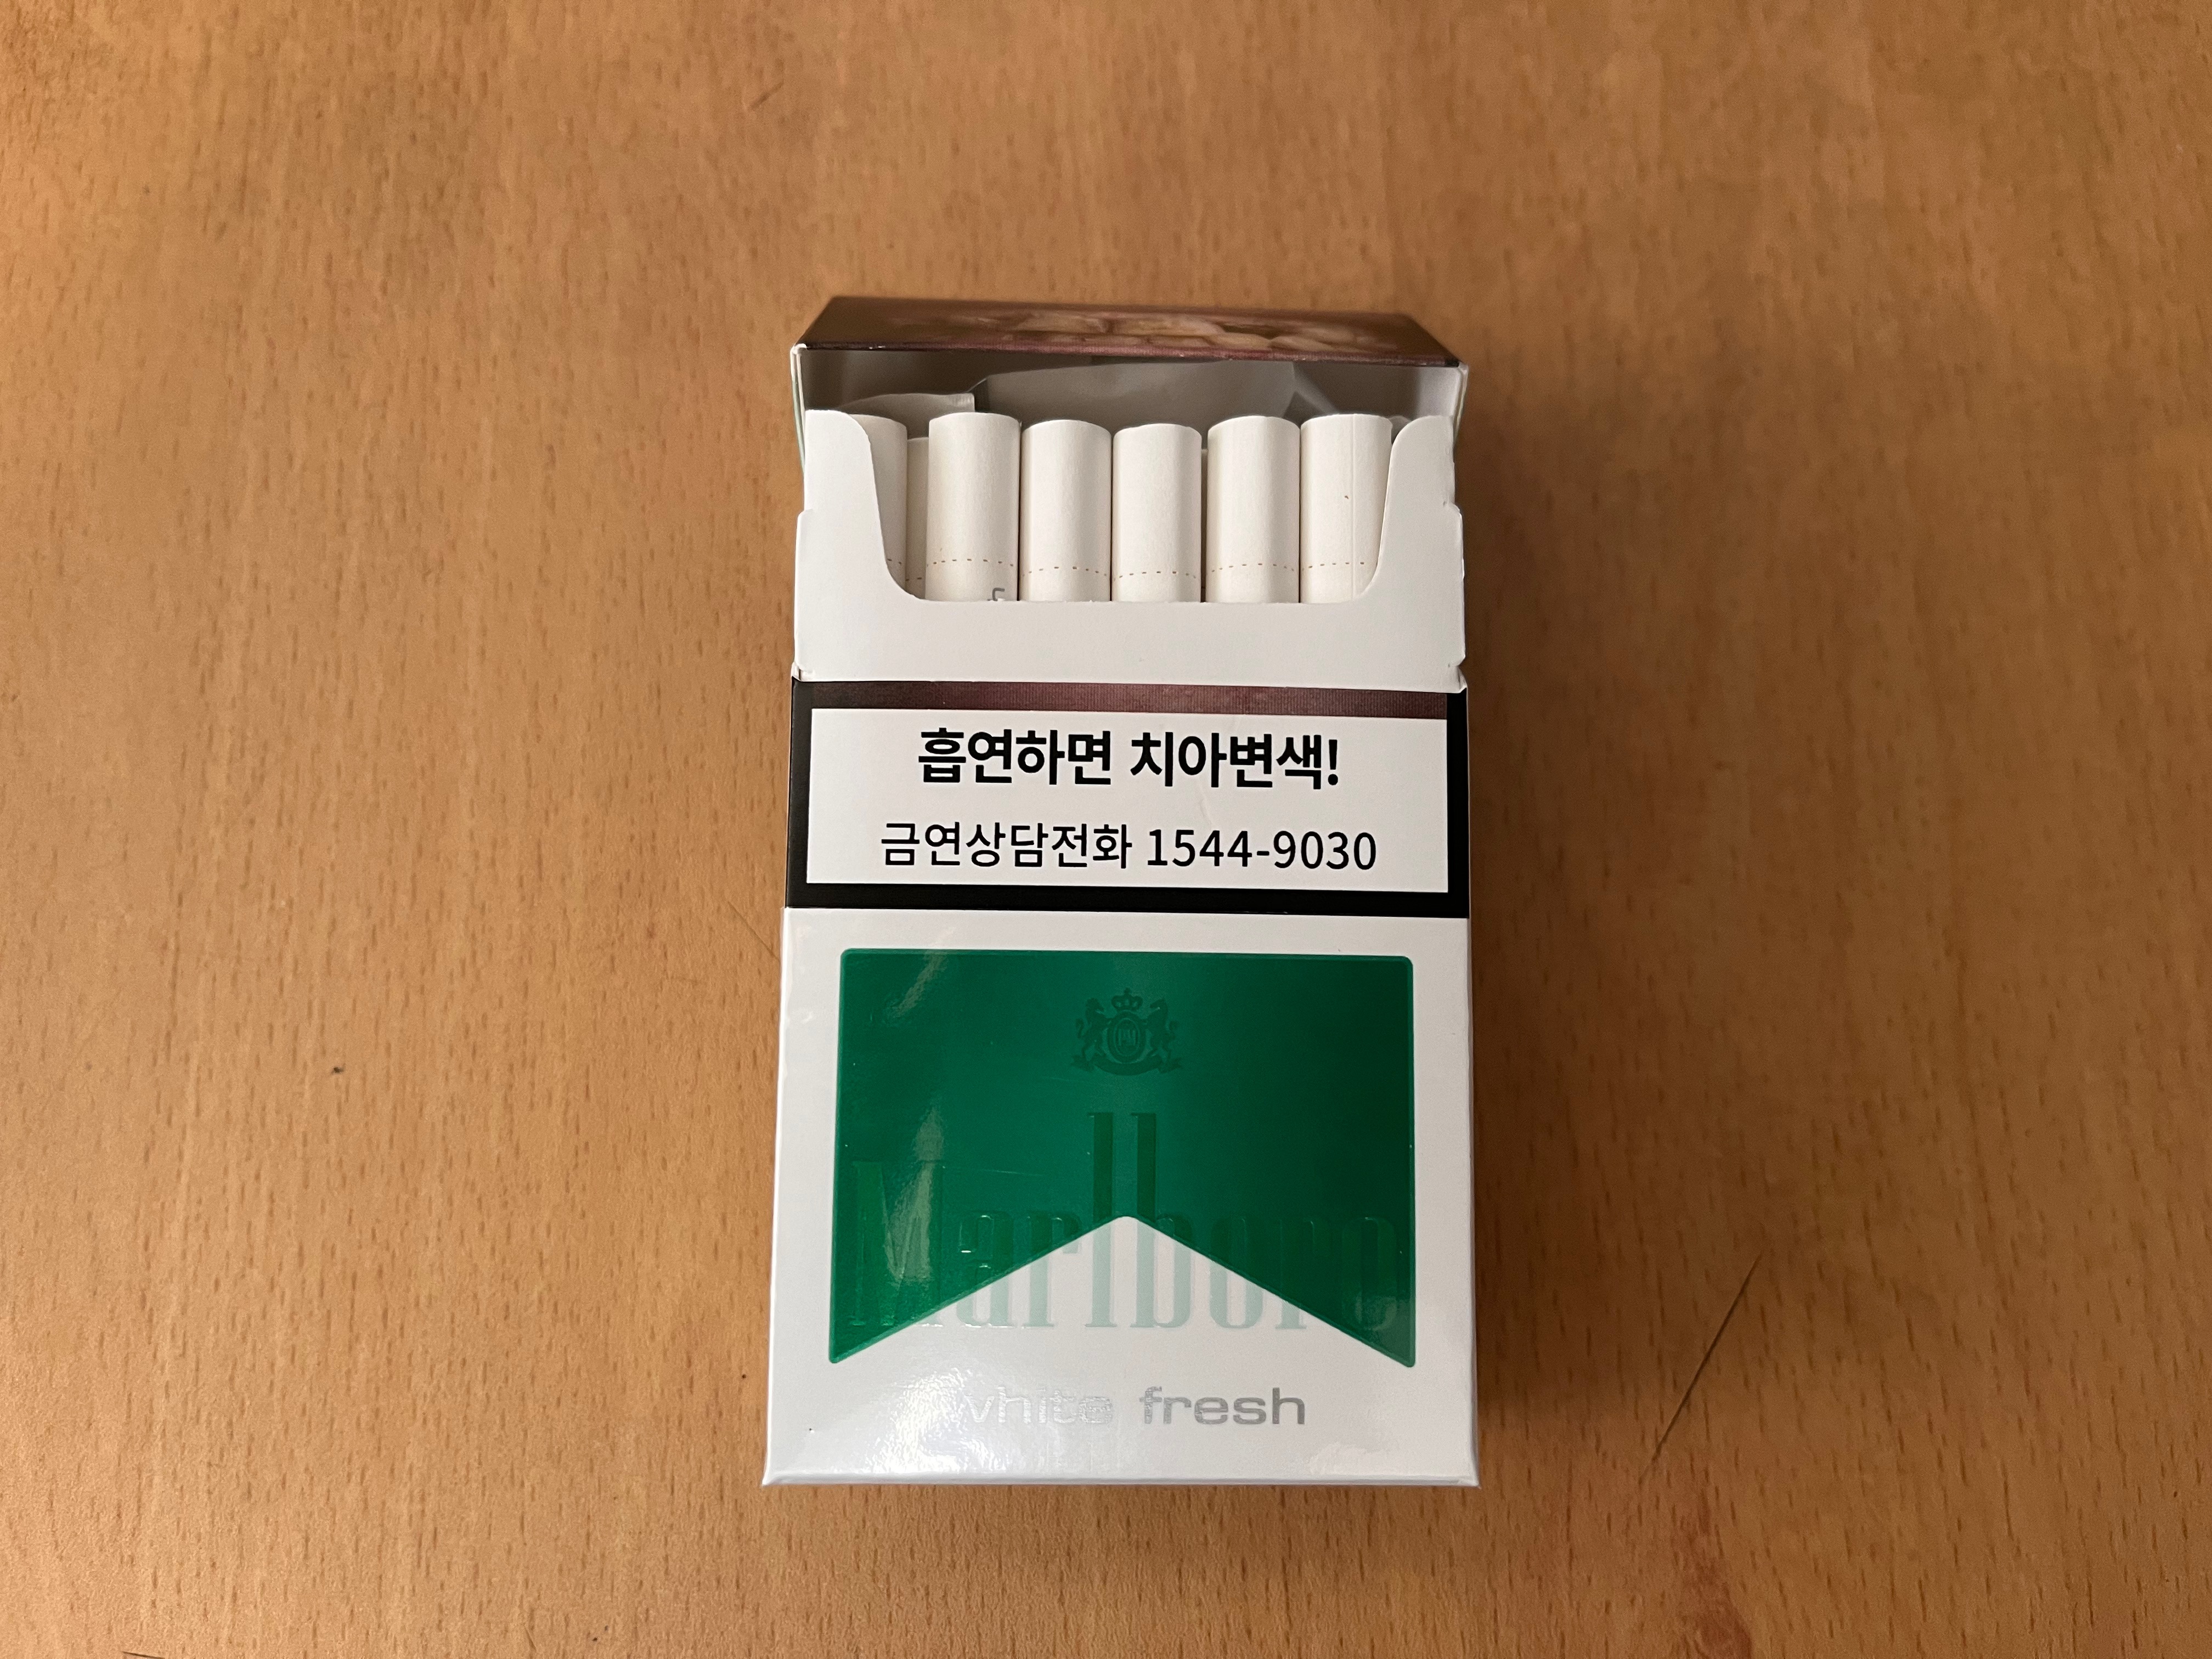 흡연하면 치아변색!
금연상담전화 1544-9030
PM
Marlboro
white fresh